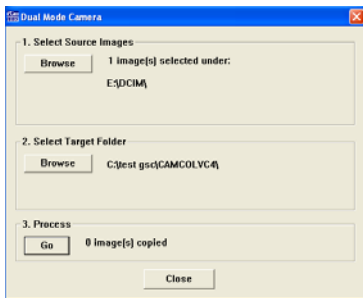 Dual Mode Camera
1. Select Source Images
Browse
1 image(s) selected under:
E:\DCIM\
2. Select Target Folder
Browse
C:\test gsc\CAMCOLVC4\
3. Process
Go
0 image(s) copied
Close